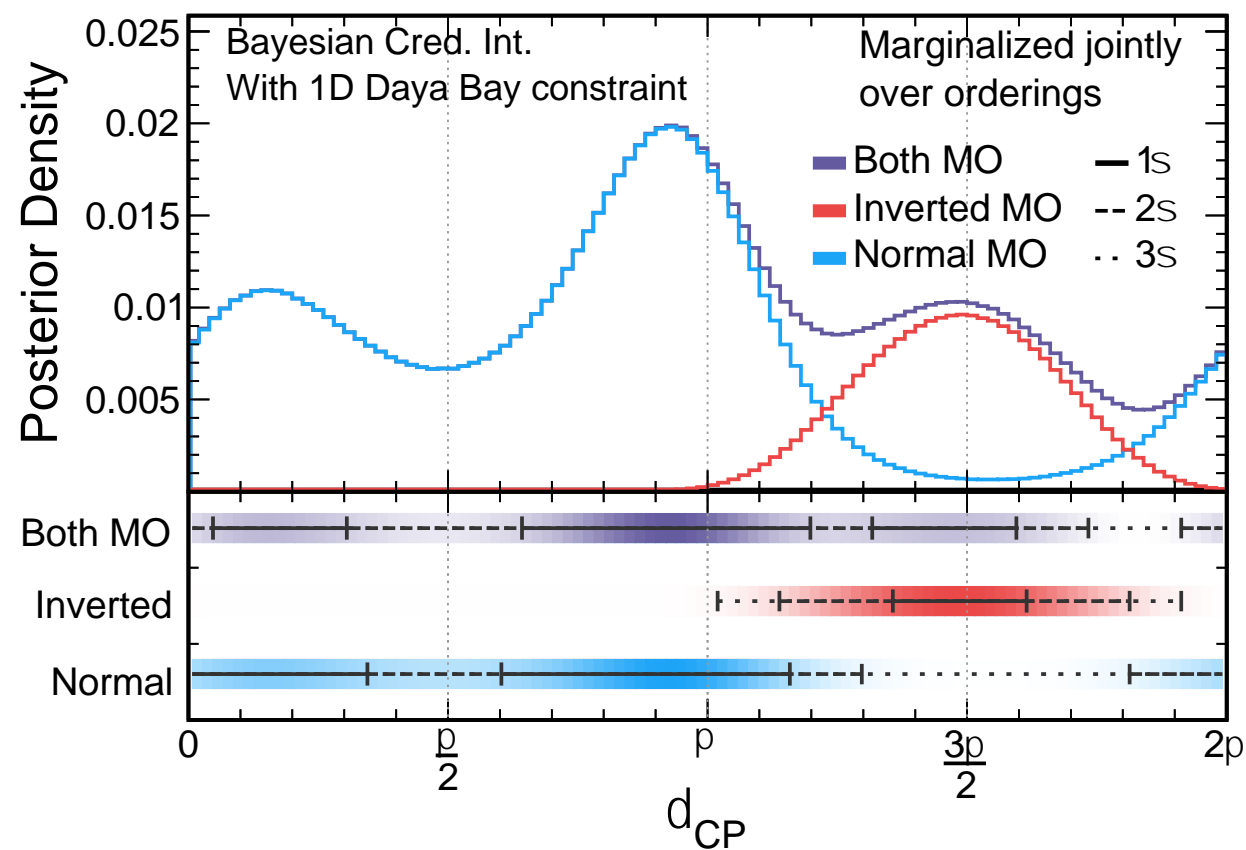 Bayesian Cred. Int.
With 1D Daya Bay constraint
Marginalized jointly
over orderings
Both MO
1s
Inverted MO
2s
Normal MO
3s
Posterior Density
0.025
0.02
0.015
0.01
0.005
Both MO
Inverted
Normal
0
p
2
p
3p
2
2p
dCP